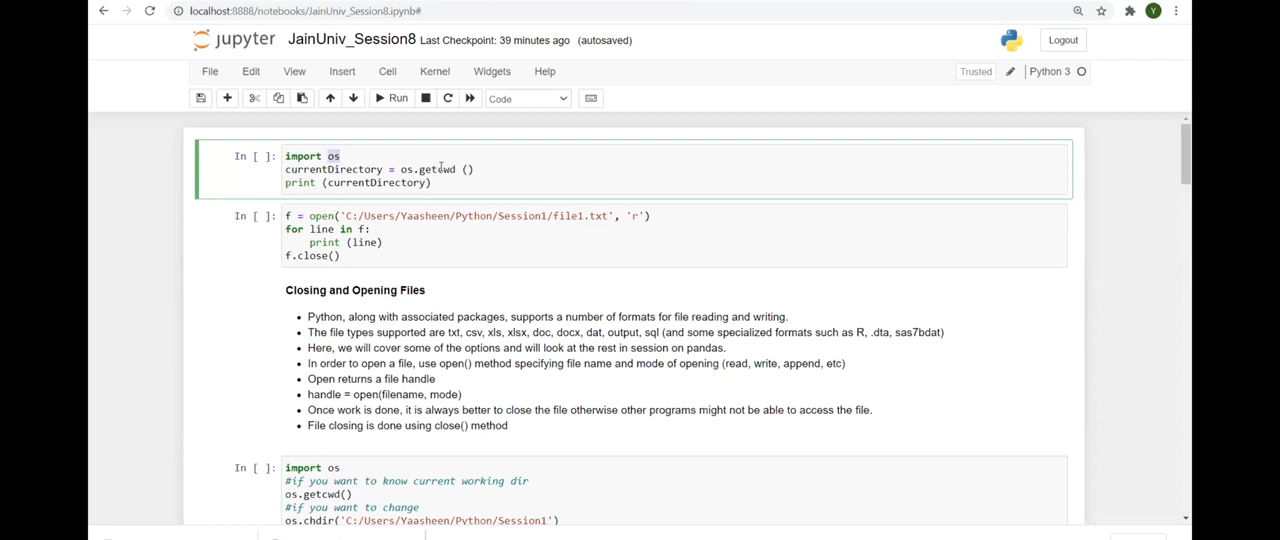 localhost:8888/notebooks/JainUniv_Session8.ipynb#
Y
jupyter JainUniv_Session8 Last Checkpoint: 39 minutes ago (autosaved)
Logout
File Edit View Insert Cell Kernel Widgets Help
Trusted Python 3
Run Code
In [ ]: import os
currentDirectory = os.getcwd ()
print (currentDirectory)
In [ ]: f = open('C:/Users/Yaasheen/Python/Session1/file1.txt', 'r')
for line in f:
print (line)
f.close()
Closing and Opening Files
• Python, along with associated packages, supports a number of formats for file reading and writing.
• The file types supported are txt, csv, xls, xlsx, doc, docx, dat, output, sql (and some specialized formats such as R, .dta, sas7bdat)
• Here, we will cover some of the options and will look at the rest in session on pandas.
• In order to open a file, use open() method specifying file name and mode of opening (read, write, append, etc)
• Open returns a file handle
• handle = open(filename, mode)
• Once work is done, it is always better to close the file otherwise other programs might not be able to access the file.
• File closing is done using close() method
In [ ]: import os
#if you want to know current working dir
os.getcwd()
#if you want to change
os.chdir('C:/Users/Yaasheen/Python/Session1')